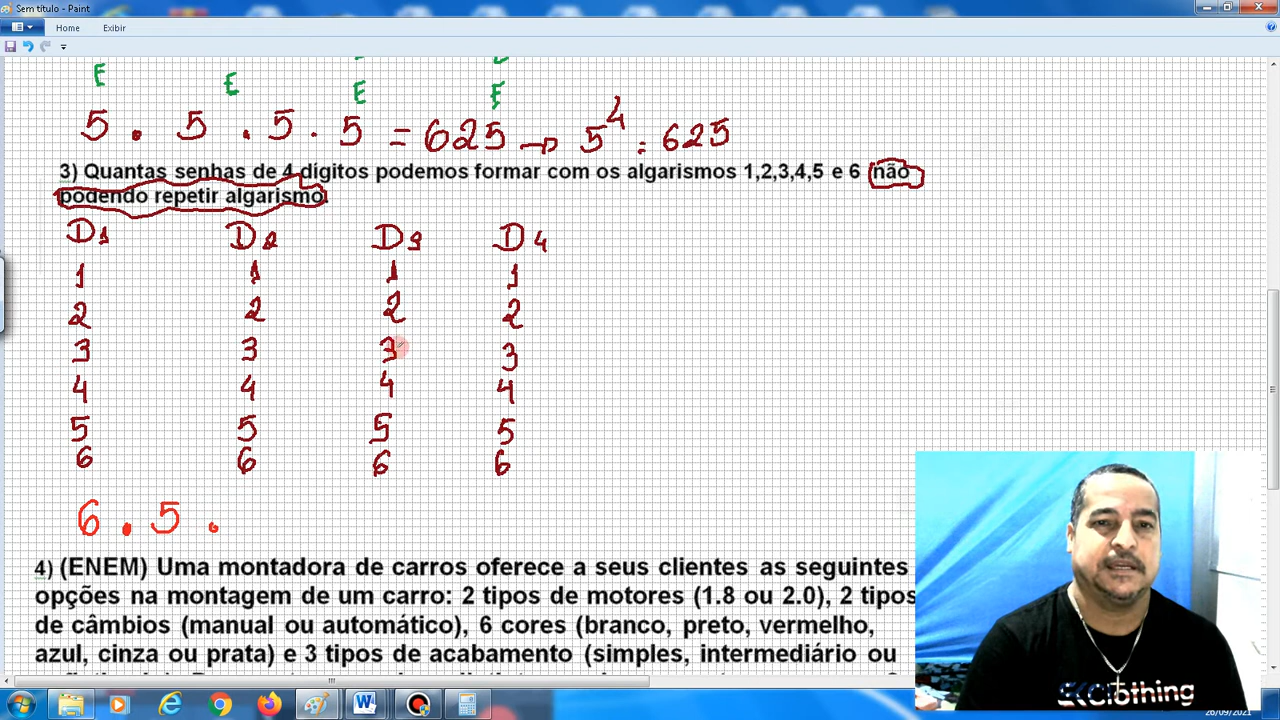 Sem título - Paint
Home Exibir
E E E E
5 . 5 . 5 . 5 = 625 → 5⁴ = 625
3) Quantas senhas de 4 dígitos podemos formar com os algarismos 1,2,3,4,5 e 6 não
podendo repetir algarismo.
D1 D2 D3 D4
1 1 1 1
2 2 2 2
3 3 3 3
4 4 4 4
5 5 5 5
6 6 6 6
6 . 5 .
4) (ENEM) Uma montadora de carros oferece a seus clientes as seguintes
opções na montagem de um carro: 2 tipos de motores (1.8 ou 2.0), 2 tipos
de câmbios (manual ou automático), 6 cores (branco, preto, vermelho,
azul, cinza ou prata) e 3 tipos de acabamento (simples, intermediário ou
26/09/2021